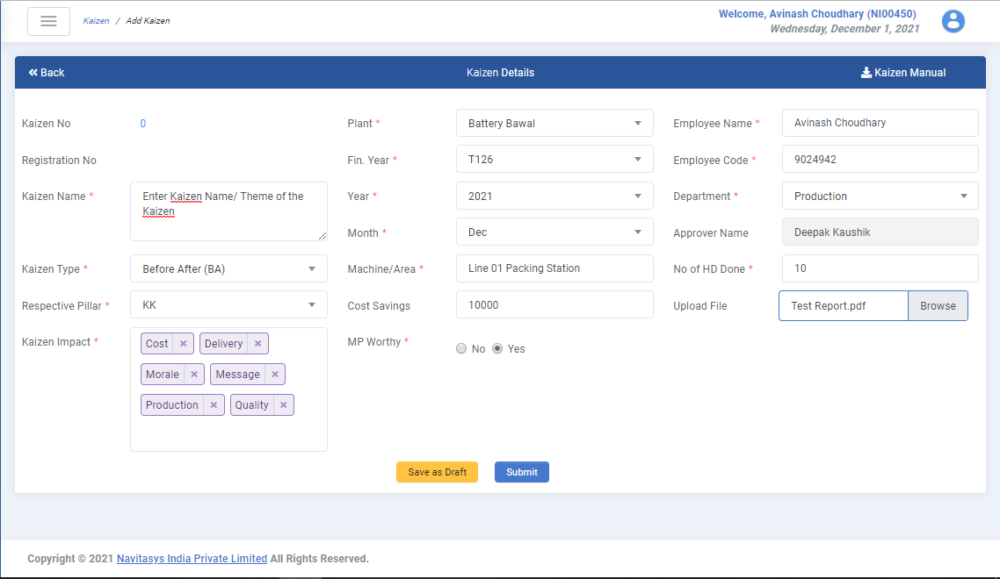 Kaizen / Add Kaizen
Welcome, Avinash Choudhary (NI00450)
Wednesday, December 1, 2021
Back Kaizen Details Kaizen Manual
Kaizen No 0 Plant * Battery Bawal Employee Name * Avinash Choudhary
Registration No Fin. Year * T126 Employee Code * 9024942
Kaizen Name * Enter Kaizen Name/ Theme of the Year * 2021 Department * Production
Kaizen
Month * Dec Approver Name Deepak Kaushik
Kaizen Type * Before After (BA) Machine/Area * Line 01 Packing Station No of HD Done * 10
Respective Pillar * KK Cost Savings 10000 Upload File Test Report.pdf Browse
Kaizen Impact * Cost × Delivery × MP Worthy * No Yes
Morale × Message ×
Production × Quality ×
Save as Draft Submit
Copyright © 2021 Navitasys India Private Limited All Rights Reserved.